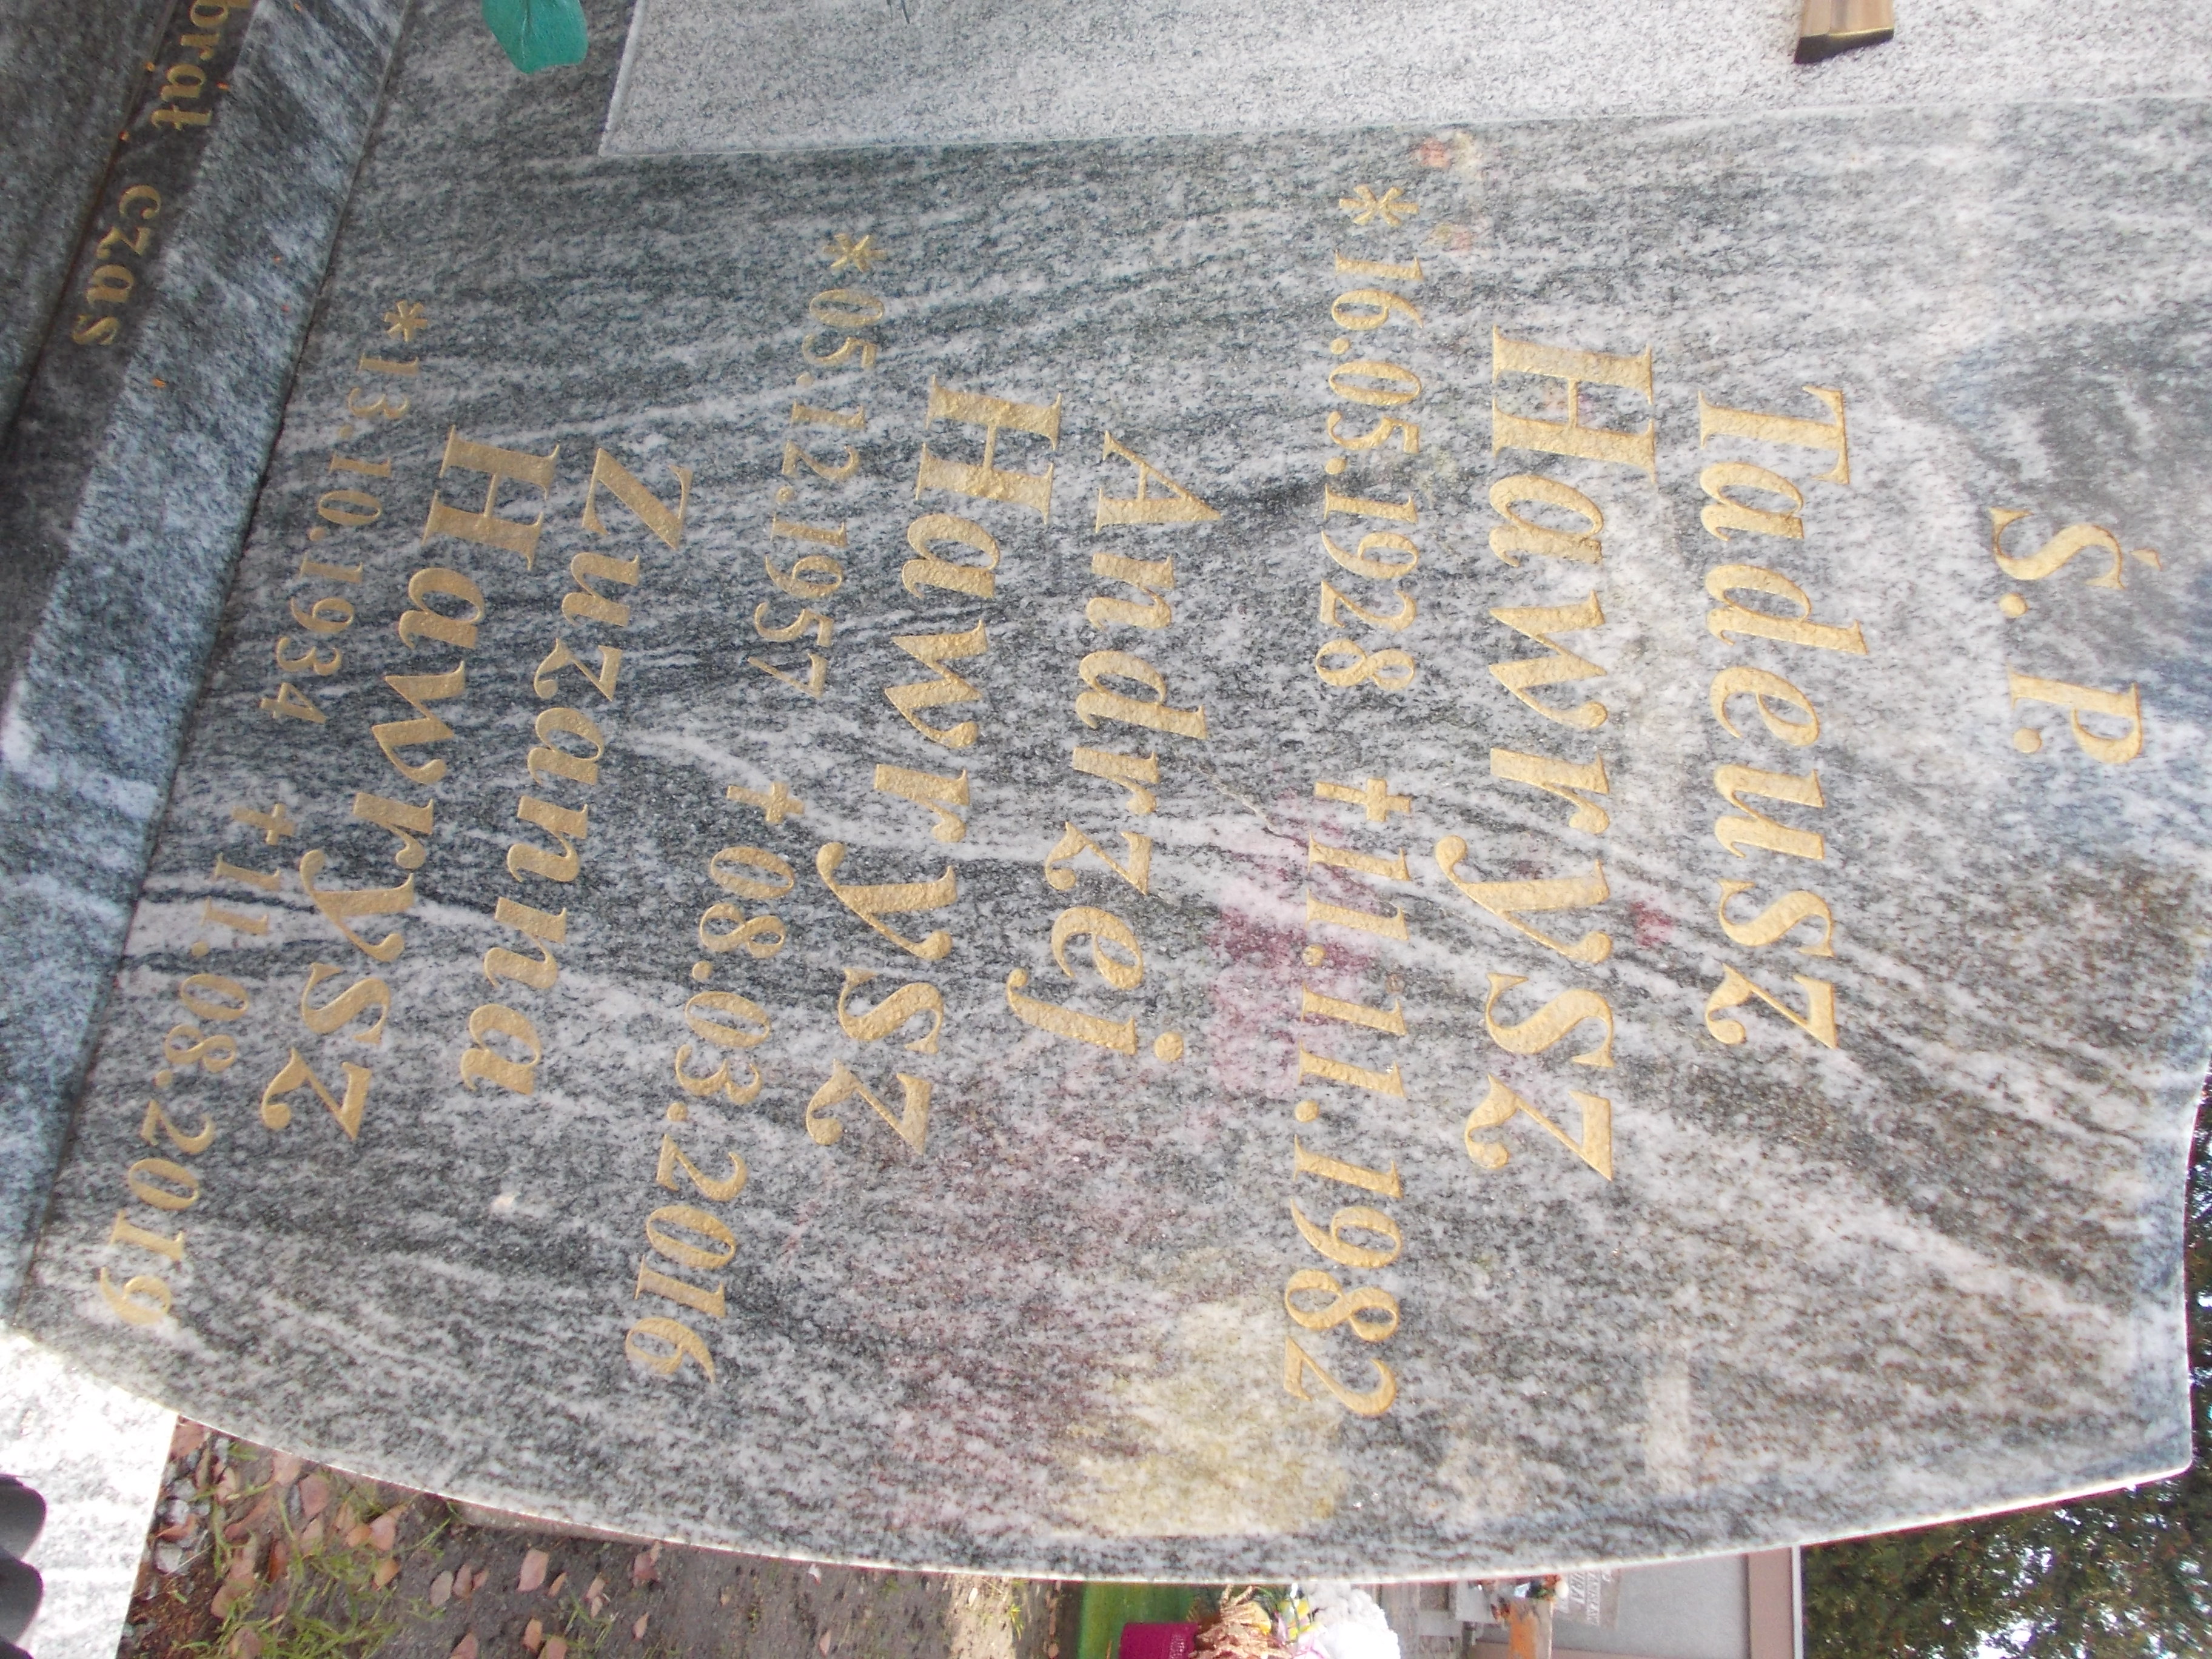 Ś. P.
Tadeusz
Hawrysz
*16.05.1928 †11.11.1982
Andrzej
Hawrysz
*05.12.1957 †08.03.2016
Zuzanna
Hawrysz
*13.10.1934 †11.08.2019
brał czas